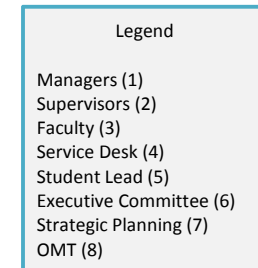 Legend
Managers (1)
Supervisors (2)
Faculty (3)
Service Desk (4)
Student Lead (5)
Executive Committee (6)
Strategic Planning (7)
OMT (8)